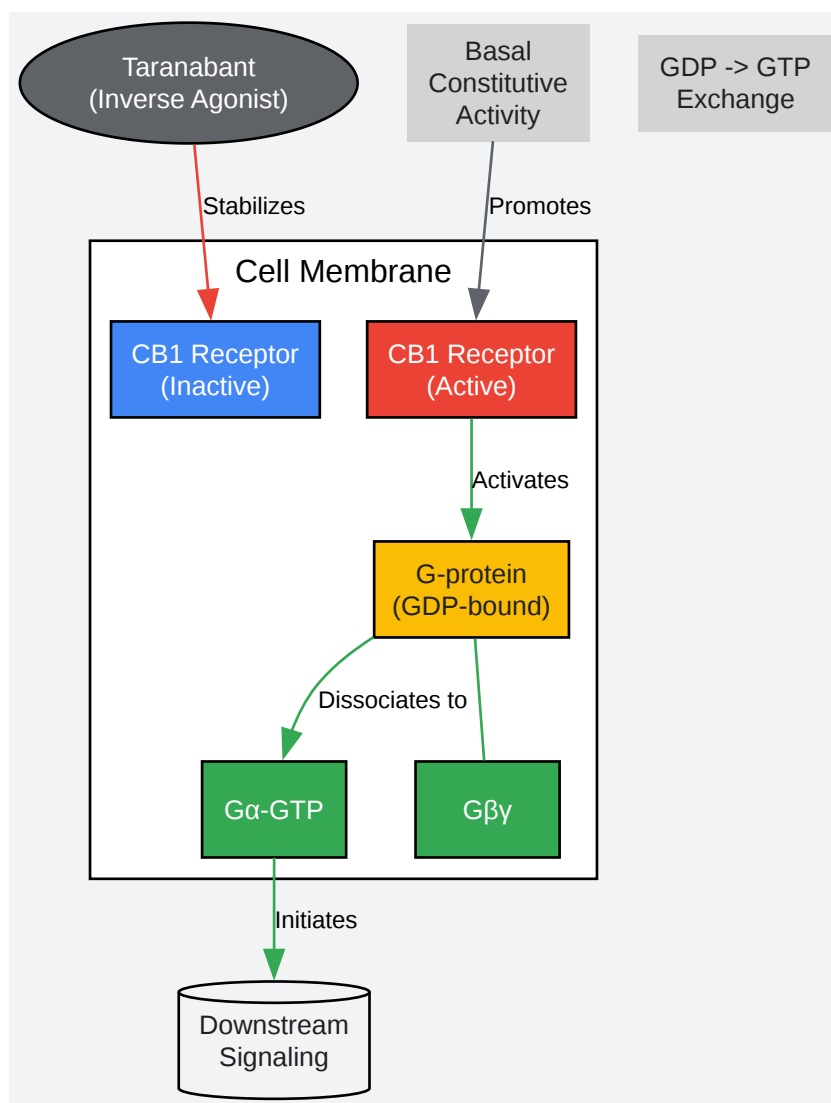 Taranabant
(Inverse Agonist)
Basal
Constitutive
Activity
GDP -> GTP
Exchange
Stabilizes
Promotes
Cell Membrane
CB1 Receptor
(Inactive)
CB1 Receptor
(Active)
Activates
G-protein
(GDP-bound)
Dissociates to
Gα-GTP
Gβγ
Initiates
Downstream
Signaling